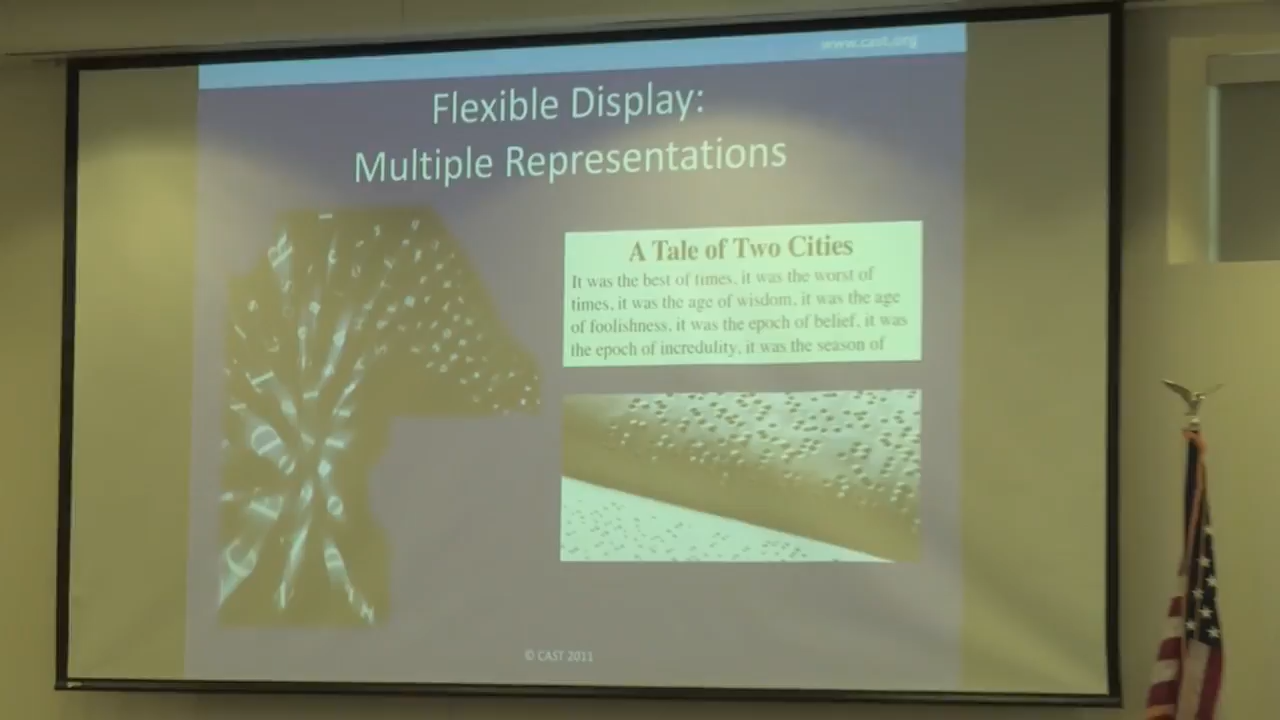 www.cast.org
Flexible Display:
Multiple Representations
A Tale of Two Cities
It was the best of times, it was the worst of
times, it was the age of wisdom, it was the age
of foolishness, it was the epoch of belief, it was
the epoch of incredulity, it was the season of
© CAST 2011